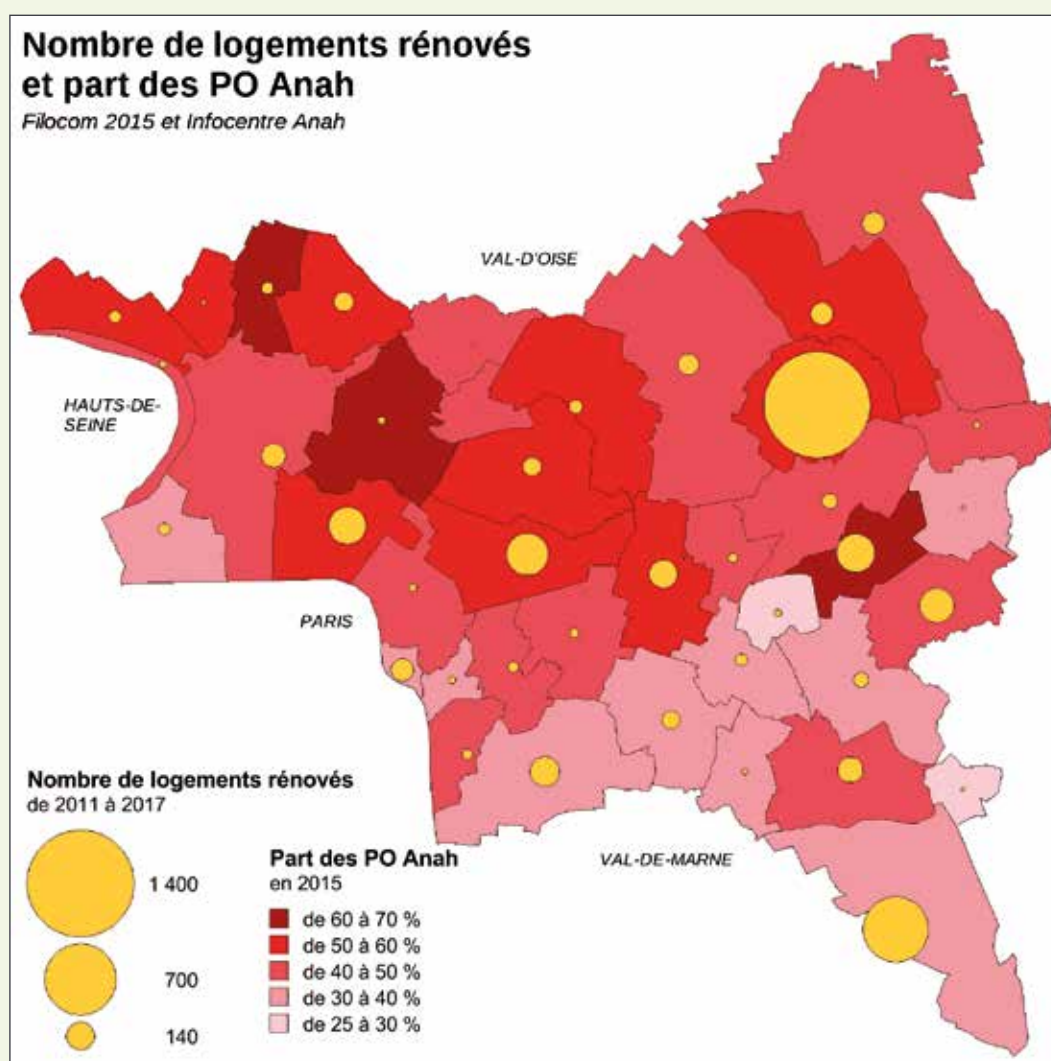 Nombre de logements rénovés
et part des PO Anah
Filocom 2015 et Infocentre Anah
VAL-D'OISE
HAUTS-DE-
SEINE
PARIS
VAL-DE-MARNE
Nombre de logements rénovés
de 2011 à 2017
1 400
700
140
Part des PO Anah
en 2015
de 60 à 70 %
de 50 à 60 %
de 40 à 50 %
de 30 à 40 %
de 25 à 30 %